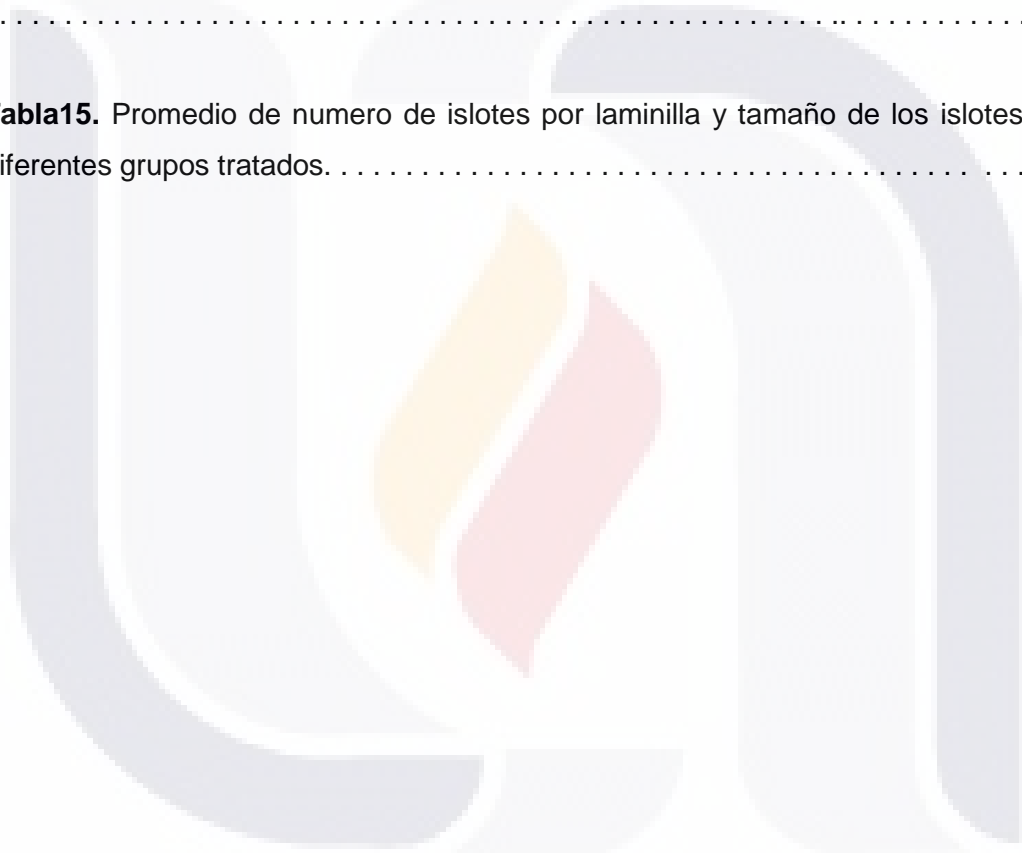 . . . . . . . . . . . . . . . . . . . . . . . . . . . . . . . . . . . . . . . . . . . . . . . . . . .. . . . . . . . . . . .
abla15. Promedio de numero de islotes por laminilla y tamaño de los islotes
iferentes grupos tratados. . . . . . . . . . . . . . . . . . . . . . . . . . . . . . . . . . . . . . . . . . .